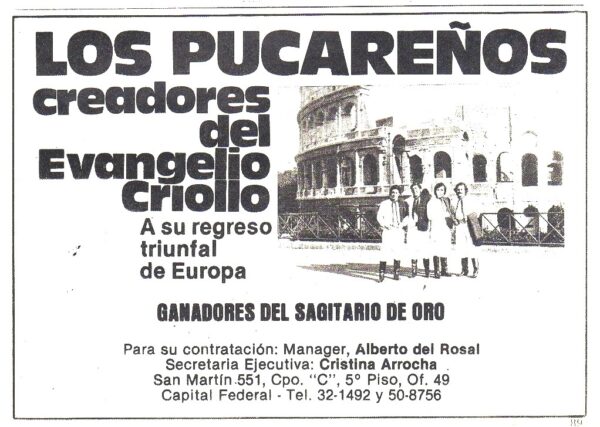 LOS PUCAREÑOS
creadores
del
Evangelio
Criollo
A su regreso
triunfal
de Europa
GANADORES DEL SAGITARIO DE ORO
Para su contratación: Manager, Alberto del Rosal
Secretaria Ejecutiva: Cristina Arrocha
San Martín 551, Cpo. "C", 5º Piso, Of. 49
Capital Federal - Tel. 32-1492 y 50-8756
89